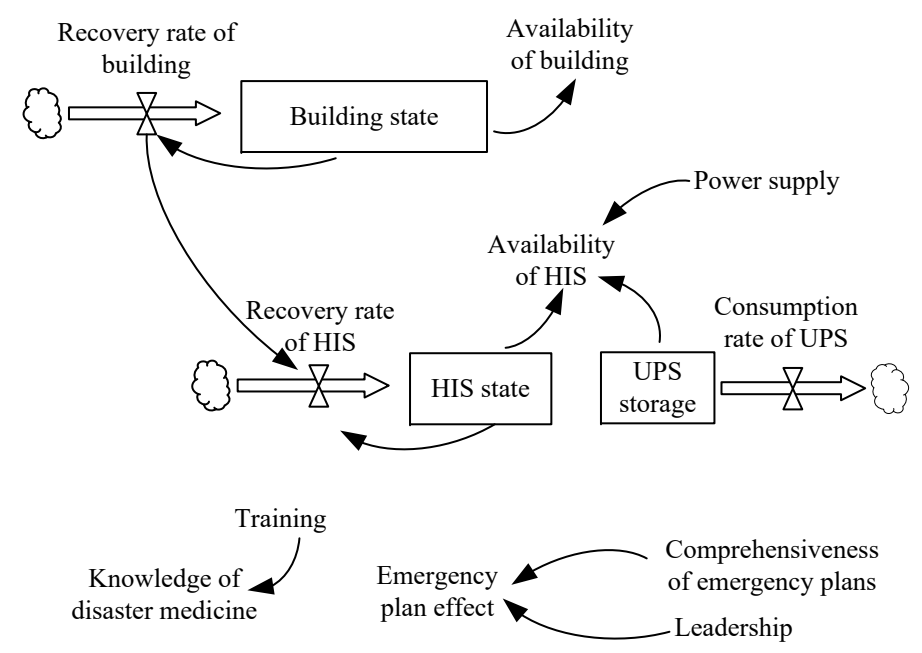 Recovery rate of
building
Availability
of building
Building state
Power supply
Availability
of HIS
Recovery rate
of HIS
Consumption
rate of UPS
HIS state
UPS
storage
Training
Knowledge of
disaster medicine
Emergency
plan effect
Comprehensiveness
of emergency plans
Leadership